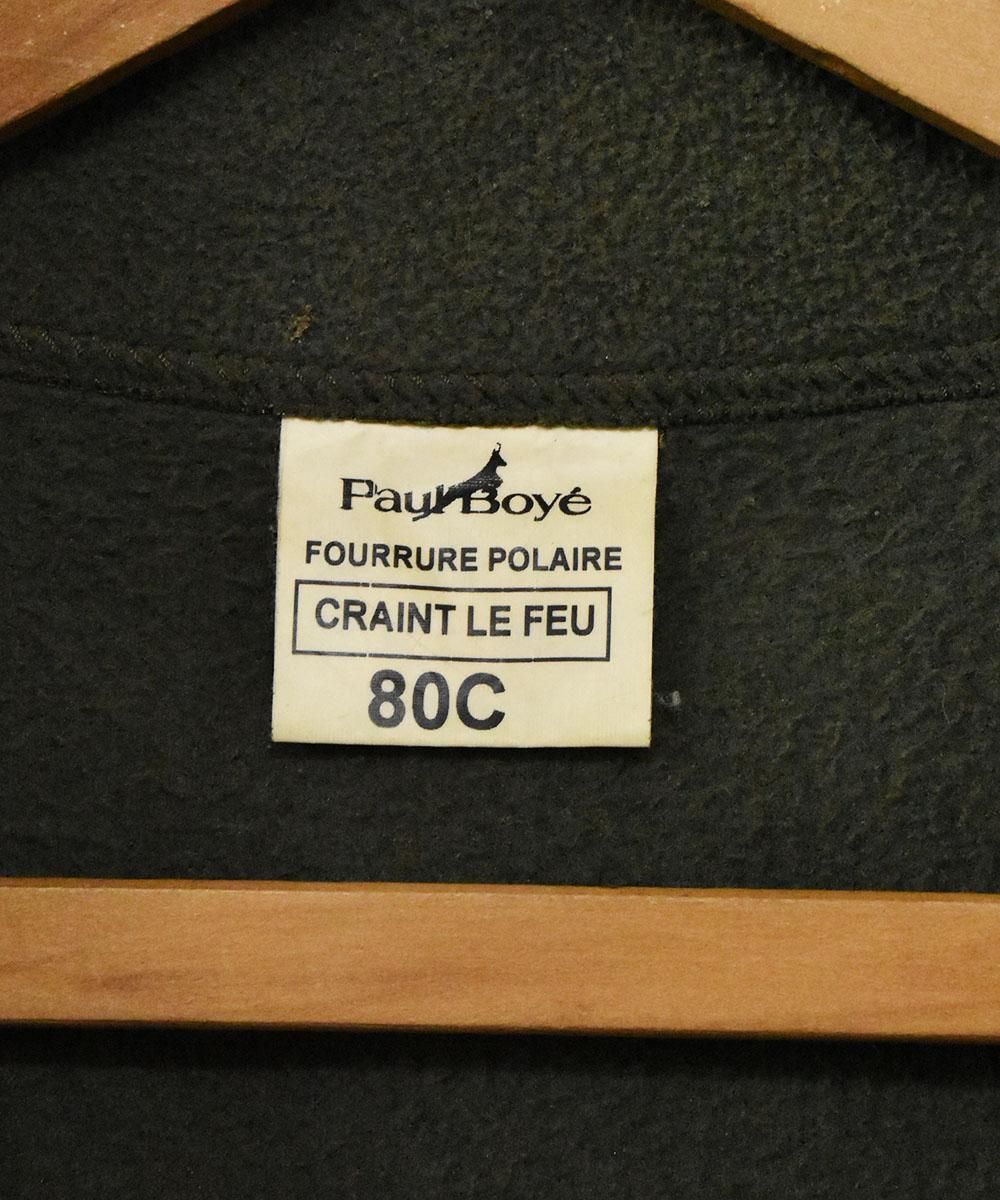 Paul Boyé
FOURRURE POLAIRE
CRAINT LE FEU
80C